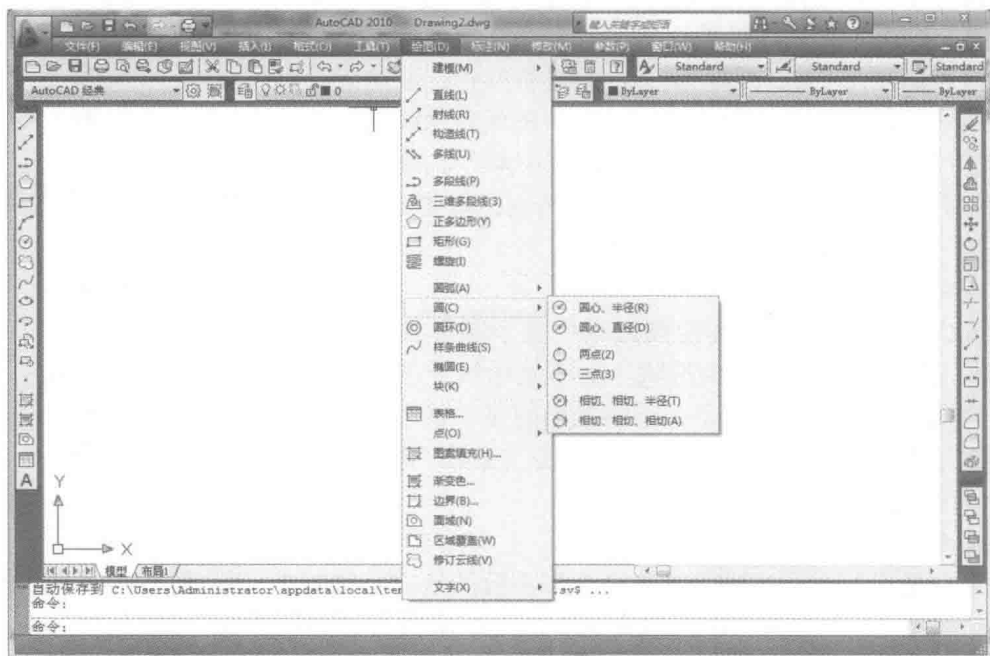 AutoCAD 2010 Drawing2.dwg 键入关键字或短语
文件(F) 编辑(E) 视图(V) 插入(I) 格式(O) 工具(T) 绘图(D) 标注(N) 修改(M) 参数(P) 窗口(W) 帮助(H)
Standard Standard Standard
AutoCAD 经典 0 ByLayer ByLayer ByLayer
建模(M)
直线(L)
射线(R)
构造线(T)
多线(U)
多段线(P)
三维多段线(3)
正多边形(Y)
矩形(G)
螺旋(I)
圆弧(A)
圆(C)
圆心、半径(R)
圆环(D)
圆心、直径(D)
样条曲线(S)
两点(2)
椭圆(E)
三点(3)
块(K)
相切、相切、半径(T)
表格...
相切、相切、相切(A)
点(O)
图案填充(H)...
渐变色...
边界(B)...
面域(N)
区域覆盖(W)
修订云线(V)
文字(X)
A
Y
X
模型 布局1
自动保存到 C:\Users\Administrator\appdata\local\ter .sv$ ...
命令:
命令: